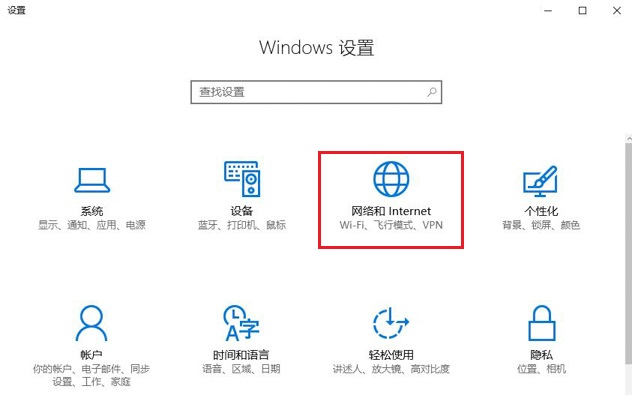 设置
Windows 设置
查找设置
系统
显示、通知、应用、电源
设备
蓝牙、打印机、鼠标
网络和 Internet
Wi-Fi、飞行模式、VPN
个性化
背景、锁屏、颜色
帐户
你的帐户、电子邮件、同步
设置、工作、家庭
时间和语言
语音、区域、日期
轻松使用
讲述人、放大镜、高对比度
隐私
位置、相机